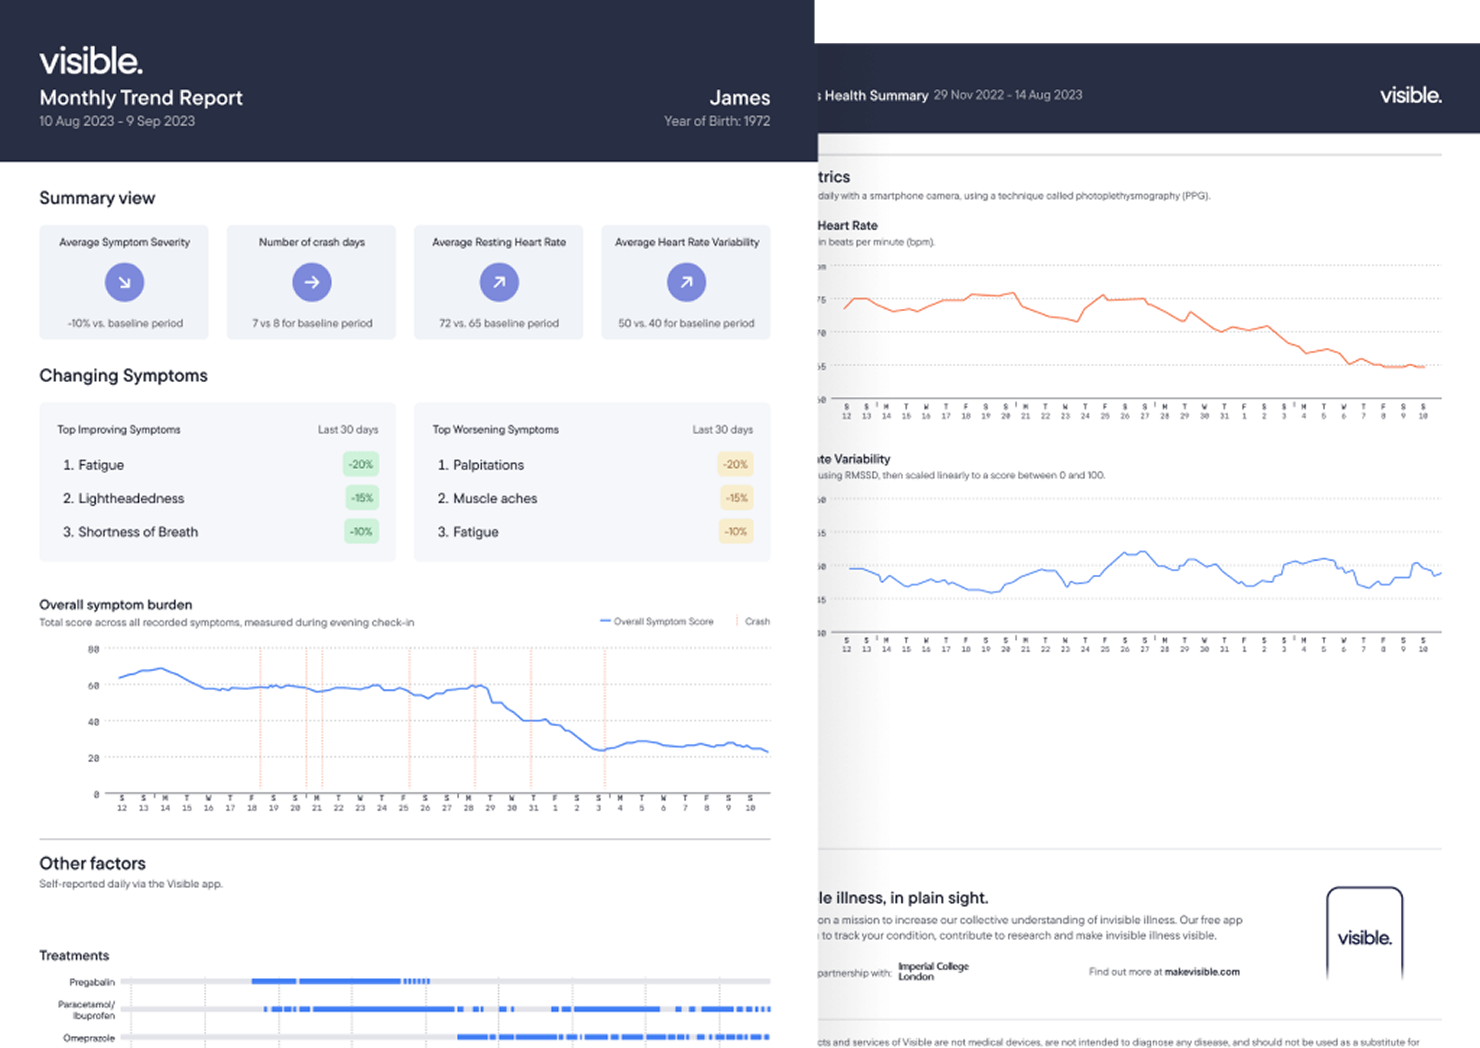 visible.
Monthly Trend Report
10 Aug 2023 - 9 Sep 2023
James
Year of Birth: 1972
Summary view
Average Symptom Severity
-10% vs. baseline period
Number of crash days
7 vs 8 for baseline period
Average Resting Heart Rate
72 vs. 65 baseline period
Average Heart Rate Variability
50 vs. 40 for baseline period
Changing Symptoms
Top Improving Symptoms Last 30 days
1. Fatigue -20%
2. Lightheadedness -15%
3. Shortness of Breath -10%
Top Worsening Symptoms Last 30 days
1. Palpitations -20%
2. Muscle aches -15%
3. Fatigue -10%
Overall symptom burden
Total score across all recorded symptoms, measured during evening check-in
Overall Symptom Score Crash
80
60
40
20
0
S S M T W T F S S M T W T F S S M T W T F S S M T W T F S S
12 13 14 15 16 17 18 19 20 21 22 23 24 25 26 27 28 29 30 31 1 2 3 4 5 6 7 8 9 10
Other factors
Self-reported daily via the Visible app.
Treatments
Pregabalin
Paracetamol/
Ibuprofen
Omeprazole
s Health Summary 29 Nov 2022 - 14 Aug 2023
visible.
trics
daily with a smartphone camera, using a technique called photoplethysmography (PPG).
Heart Rate
in beats per minute (bpm).
75
70
65
60
S S M T W T F S S M T W T F S S M T W T F S S M T W T F S
12 13 14 15 16 17 18 19 20 21 22 23 24 25 26 27 28 29 30 31 1 2 3 4 5 6 7 8 9 10
te Variability
using RMSSD, then scaled linearly to a score between 0 and 100.
S S M T W T F S S M T W T F S S M T W T F S S M T W T F S
12 13 14 15 16 17 18 19 20 21 22 23 24 25 26 27 28 29 30 31 1 2 3 4 5 6 7 8 9 10
le illness, in plain sight.
on a mission to increase our collective understanding of invisible illness. Our free app
to track your condition, contribute to research and make invisible illness visible.
partnership with: Imperial College
London
Find out more at makevisible.com
visible.
cts and services of Visible are not medical devices, are not intended to diagnose any disease, and should not be used as a substitute for